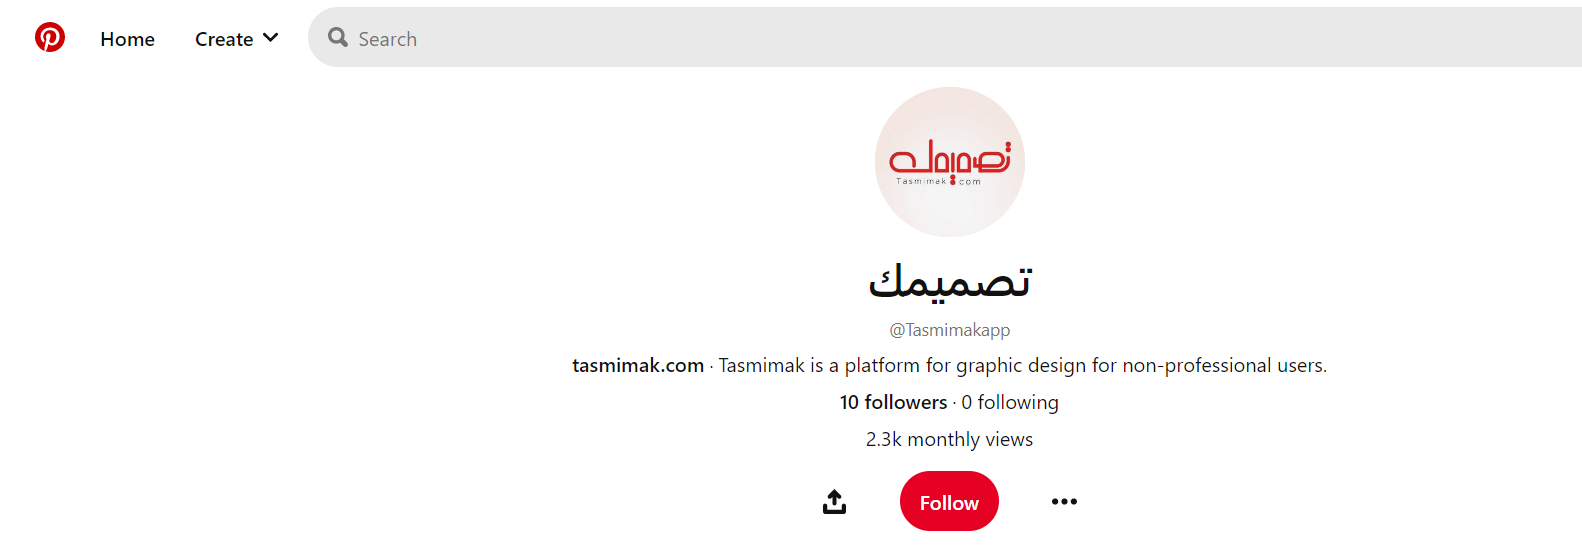 Home
Create
Search
تصميمك
Tasmimak.com
تصميمك
@Tasmimakapp
tasmimak.com · Tasmimak is a platform for graphic design for non-professional users.
10 followers · 0 following
2.3k monthly views
Follow